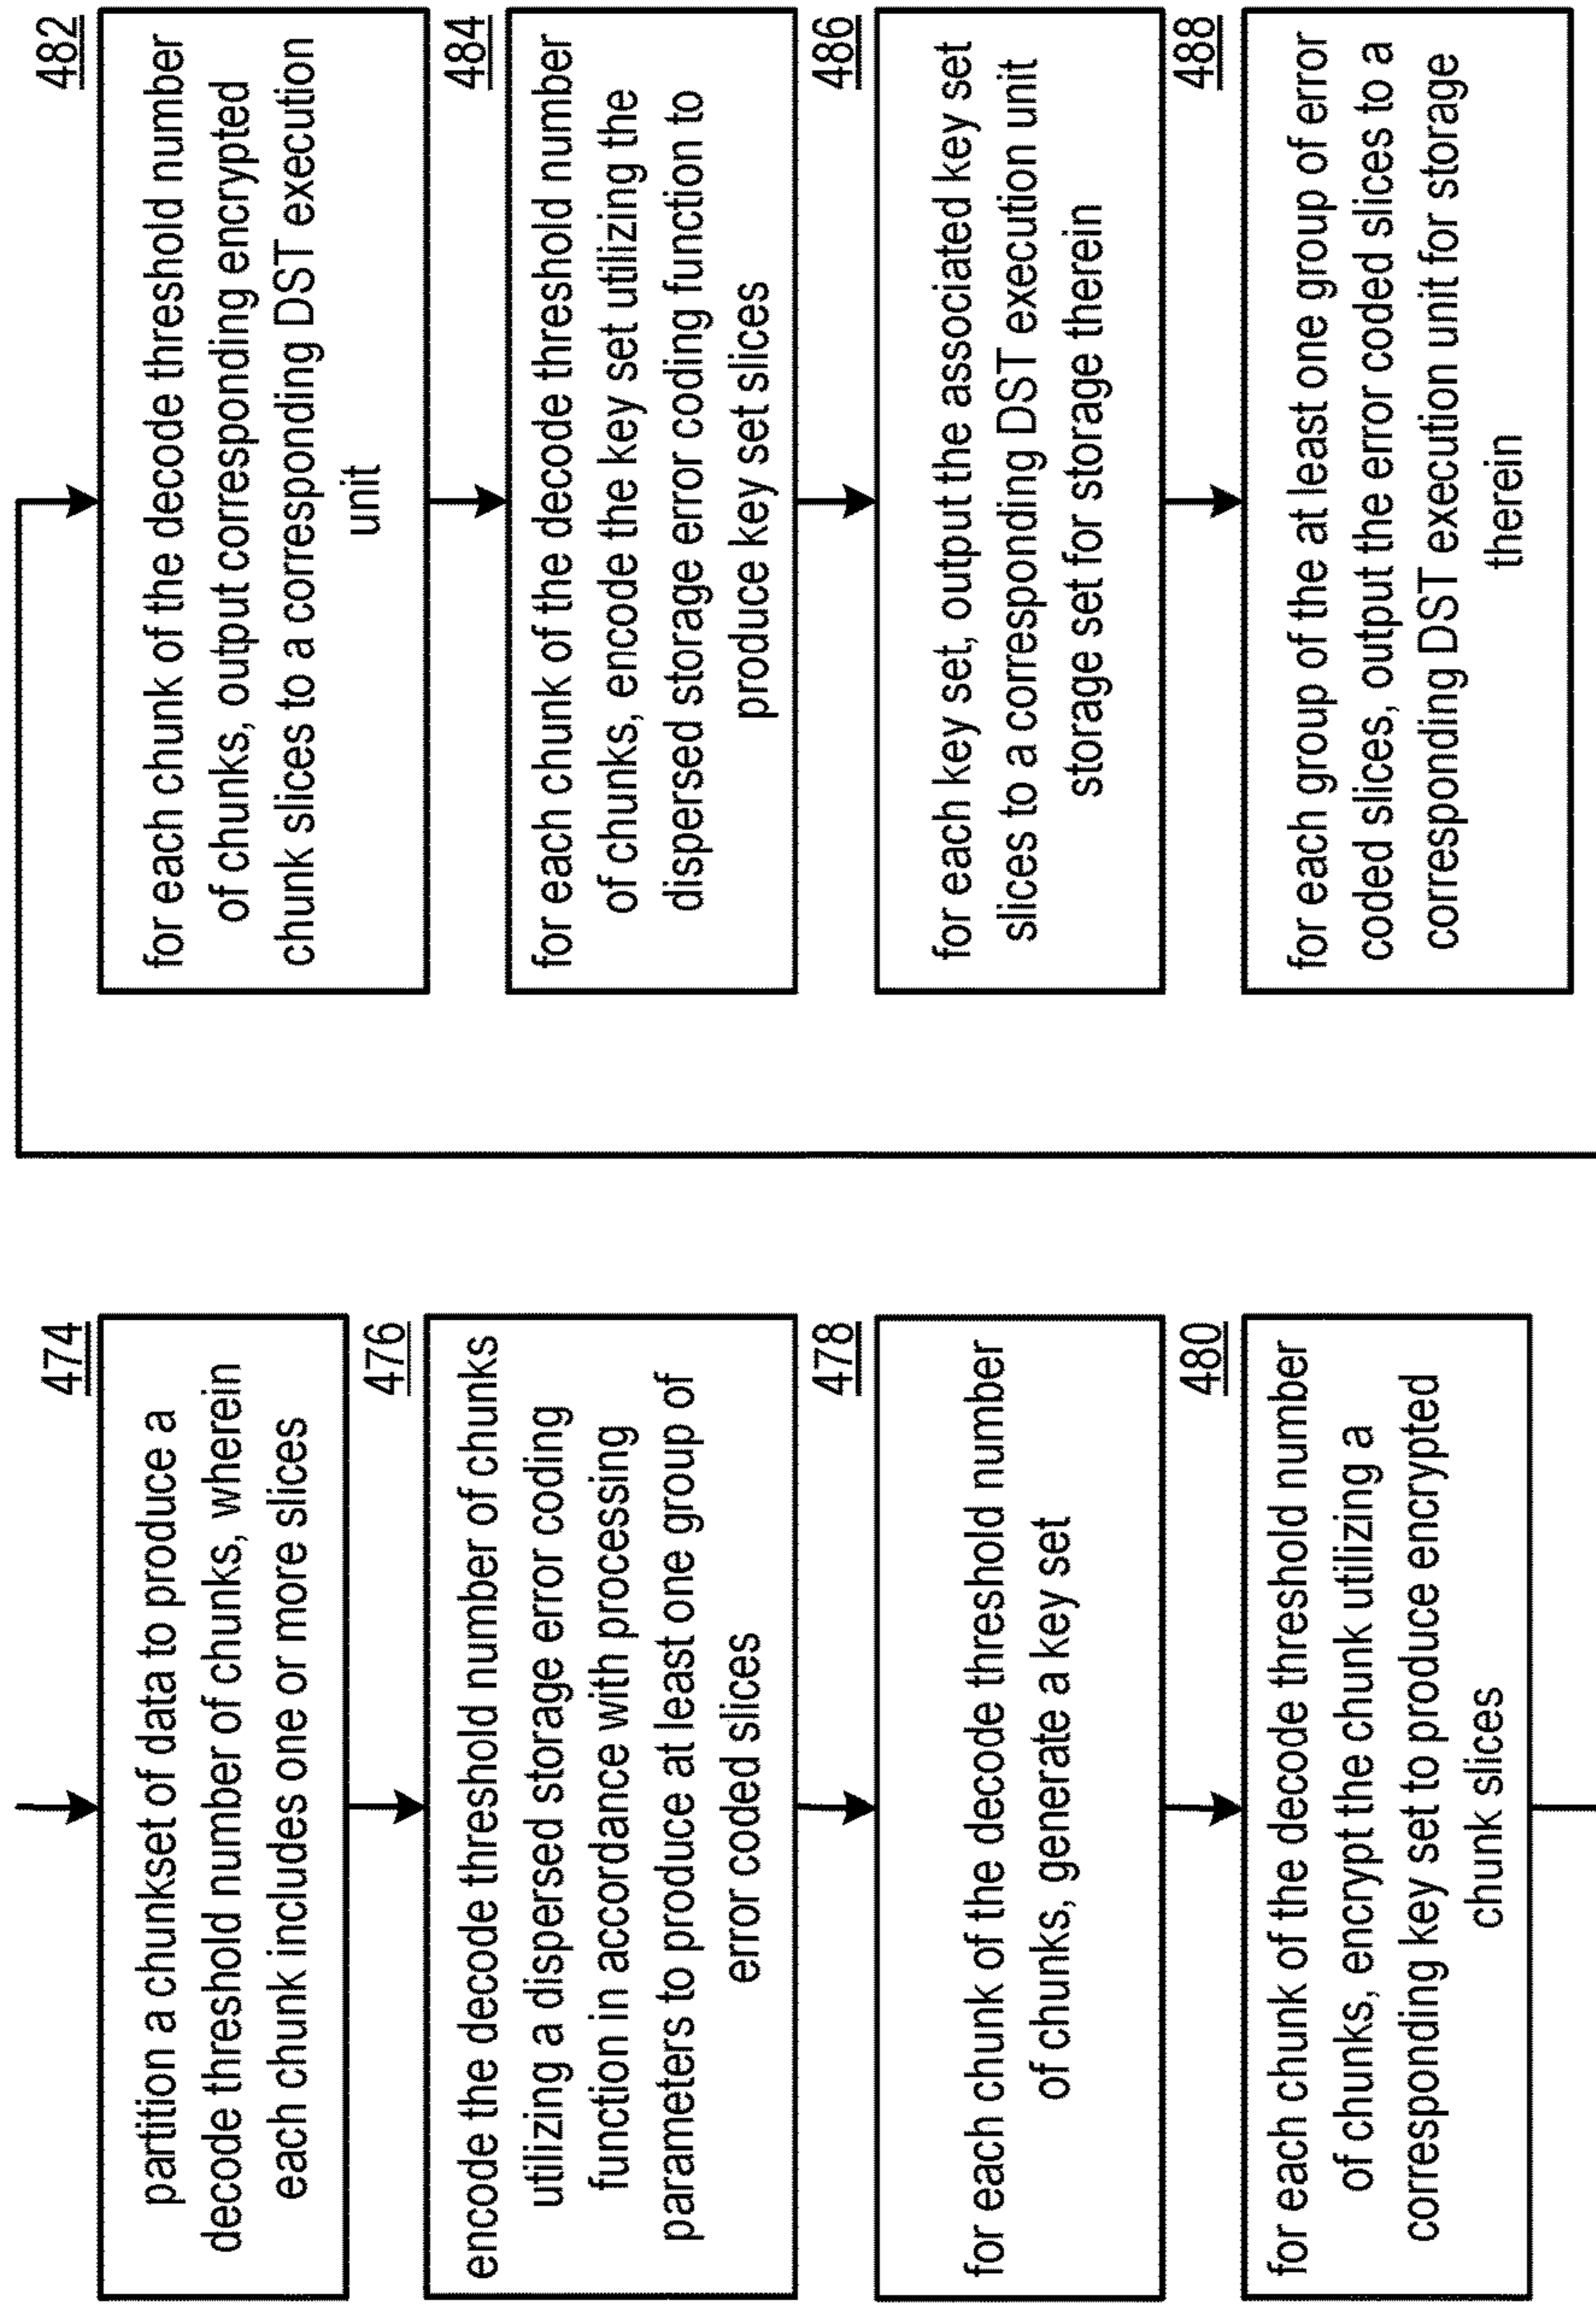 474
partition a chunkset of data to produce a
decode threshold number of chunks, wherein
each chunk includes one or more slices
476
encode the decode threshold number of chunks
utilizing a dispersed storage error coding
function in accordance with processing
parameters to produce at least one group of
error coded slices
478
for each chunk of the decode threshold number
of chunks, generate a key set
480
for each chunk of the decode threshold number
of chunks, encrypt the chunk utilizing a
corresponding key set to produce encrypted
chunk slices
482
for each chunk of the decode threshold number
of chunks, output corresponding encrypted
chunk slices to a corresponding DST execution
unit
484
for each chunk of the decode threshold number
of chunks, encode the key set utilizing the
dispersed storage error coding function to
produce key set slices
486
for each key set, output the associated key set
slices to a corresponding DST execution unit
storage set for storage therein
488
for each group of the at least one group of error
coded slices, output the error coded slices to a
corresponding DST execution unit for storage
therein